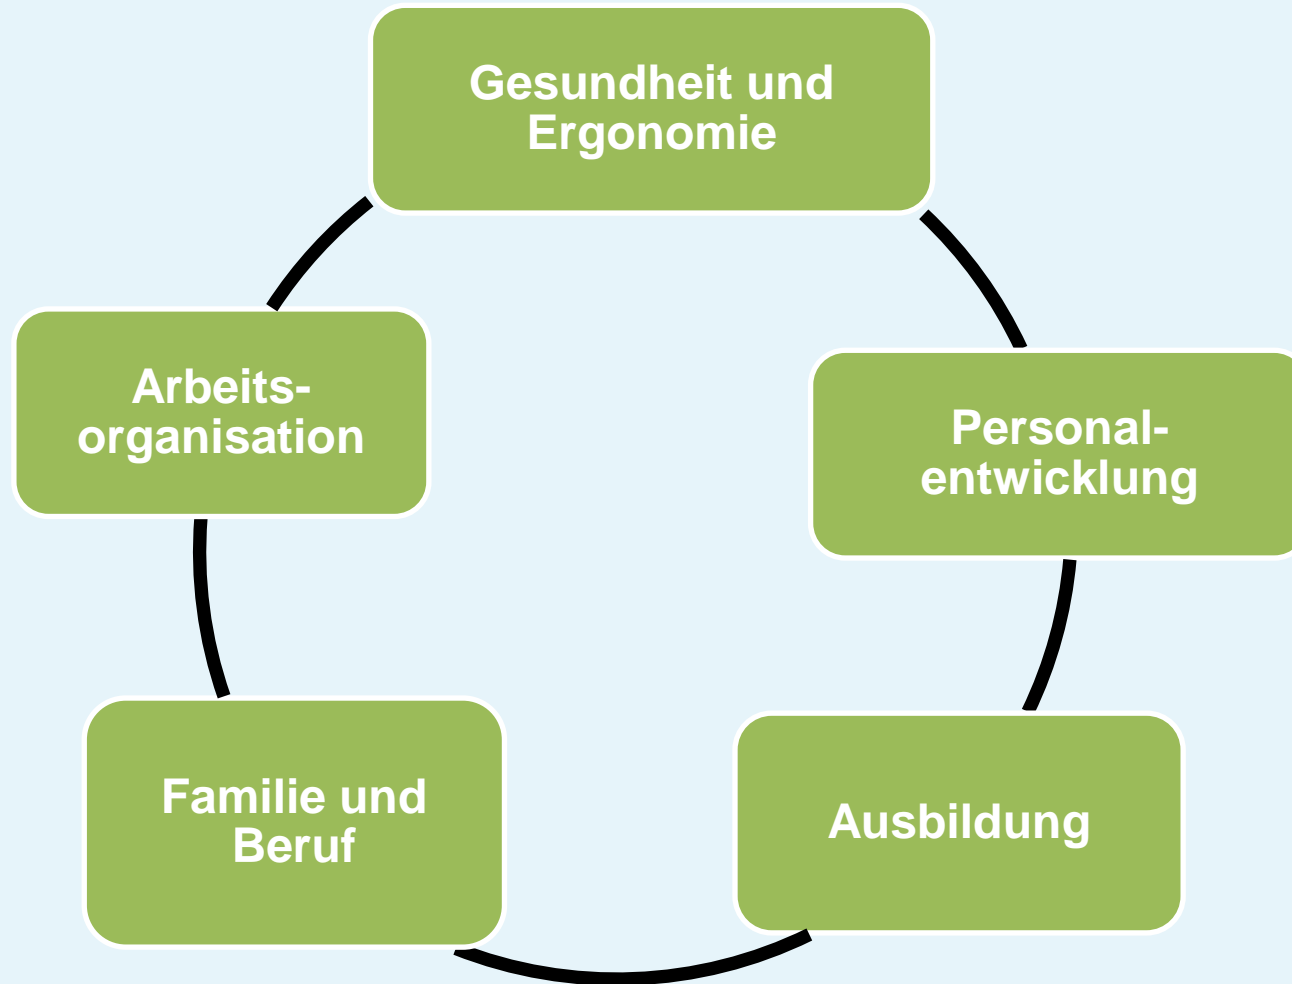 Gesundheit und
Ergonomie
Arbeits-
organisation
Personal-
entwicklung
Familie und
Beruf
Ausbildung